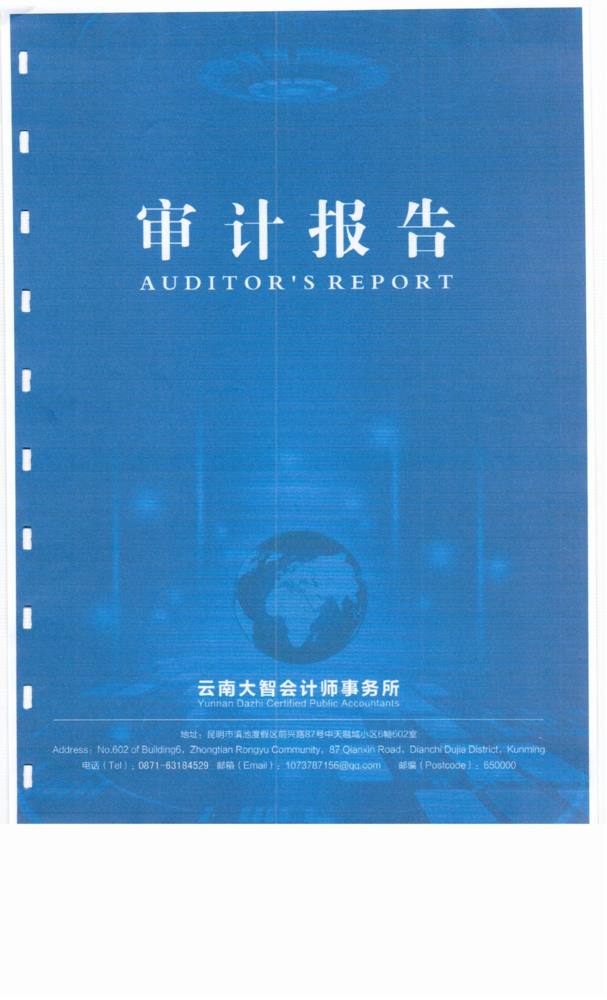 审计报告
AUDITOR'S REPORT
云南大智会计师事务所
Yunnan Dazhi Certified Public Accountants
地址：昆明市滇池度假区前兴路87号中天融域小区6幢602室
Address：No.602 of Building6，Zhongtian Rongyu Community，87 Qianxin Road，Dianchi Dujia District，Kunming
电话（Tel）：0871-63184529 邮箱（Email）：1073787156@qq.com 邮编（Postcode）：650000